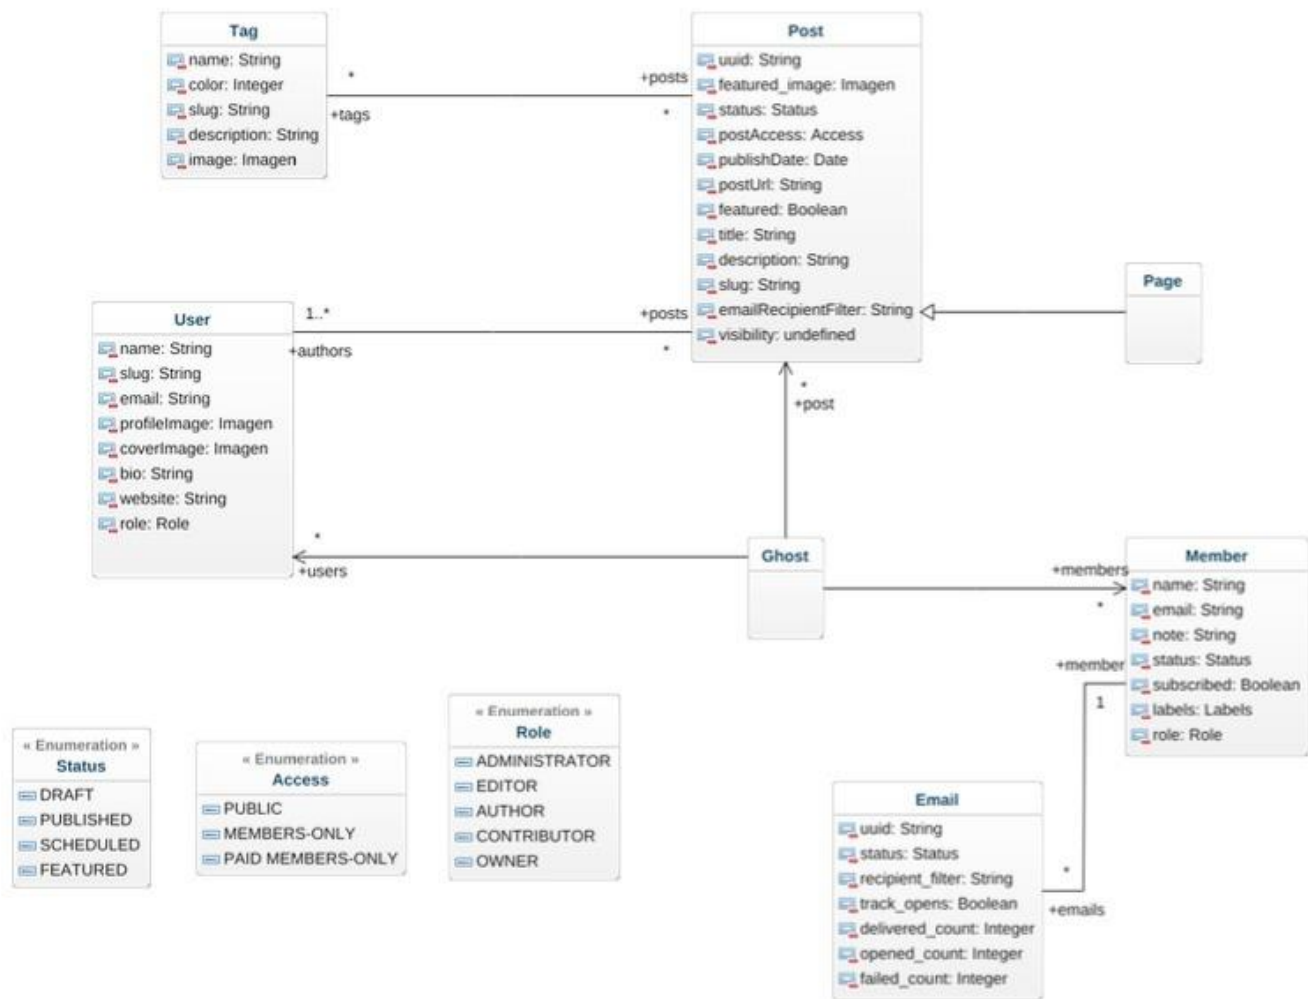 Tag
name: String
color: Integer
slug: String
description: String
image: Imagen
*
+tags
+posts
*
Post
uuid: String
featured_image: Imagen
status: Status
postAccess: Access
publishDate: Date
postUrl: String
featured: Boolean
title: String
description: String
slug: String
emailRecipientFilter: String
visibility: undefined
Page
User
name: String
slug: String
email: String
profileImage: Imagen
coverImage: Imagen
bio: String
website: String
role: Role
1..*
+authors
+posts
*
*
+post
*
+users
Ghost
+members
*
Member
name: String
email: String
note: String
status: Status
subscribed: Boolean
labels: Labels
role: Role
+member
1
« Enumeration »
Status
DRAFT
PUBLISHED
SCHEDULED
FEATURED
« Enumeration »
Access
PUBLIC
MEMBERS-ONLY
PAID MEMBERS-ONLY
« Enumeration »
Role
ADMINISTRATOR
EDITOR
AUTHOR
CONTRIBUTOR
OWNER
Email
uuid: String
status: Status
recipient_filter: String
track_opens: Boolean
delivered_count: Integer
opened_count: Integer
failed_count: Integer
*
+emails